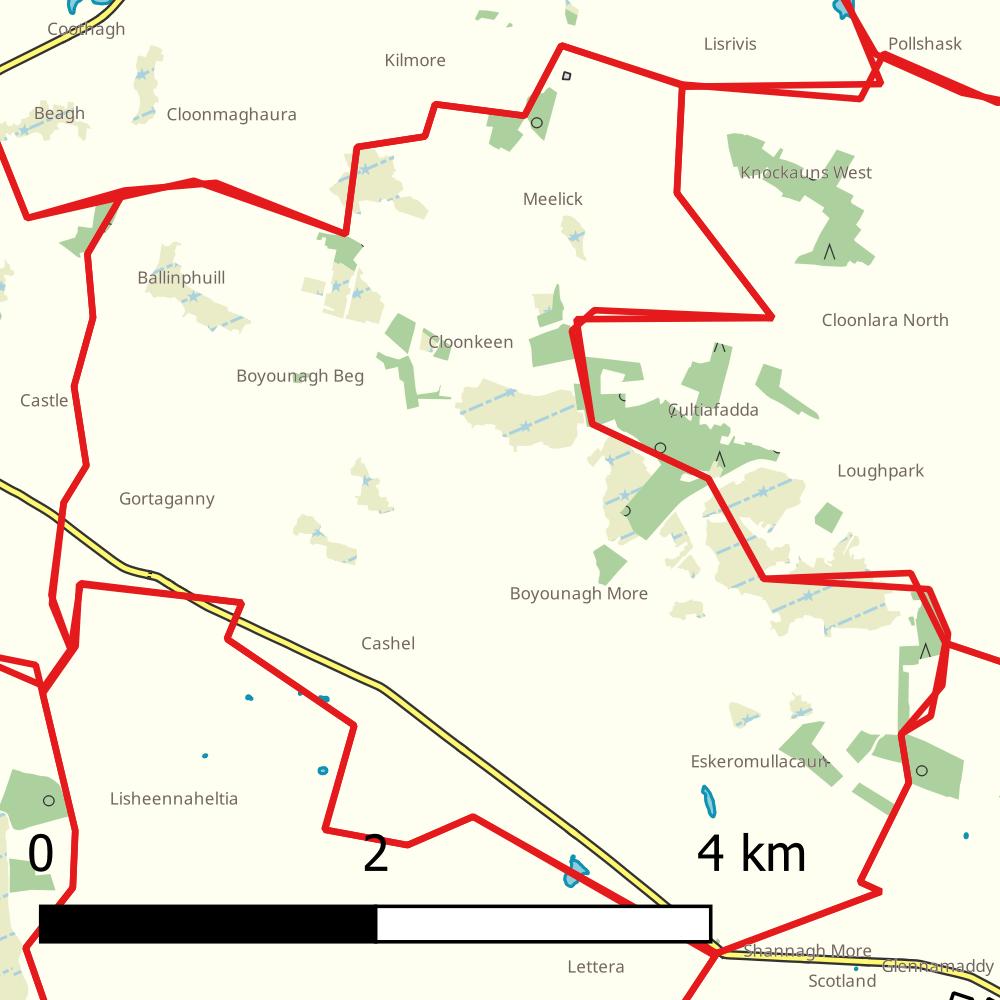 Coothagh
Lisrivis
Pollshask
Kilmore
Beagh
Cloonmaghaura
Knockauns West
Meelick
Ballinphuill
Cloonlara North
Cloonkeen
Boyounagh Beg
Castle
Cultiafadda
Loughpark
Gortaganny
Boyounagh More
Cashel
Eskeromullacaun
Lisheennaheltia
0
2
4 km
Shannagh More
Lettera
Glennamaddy
Scotland